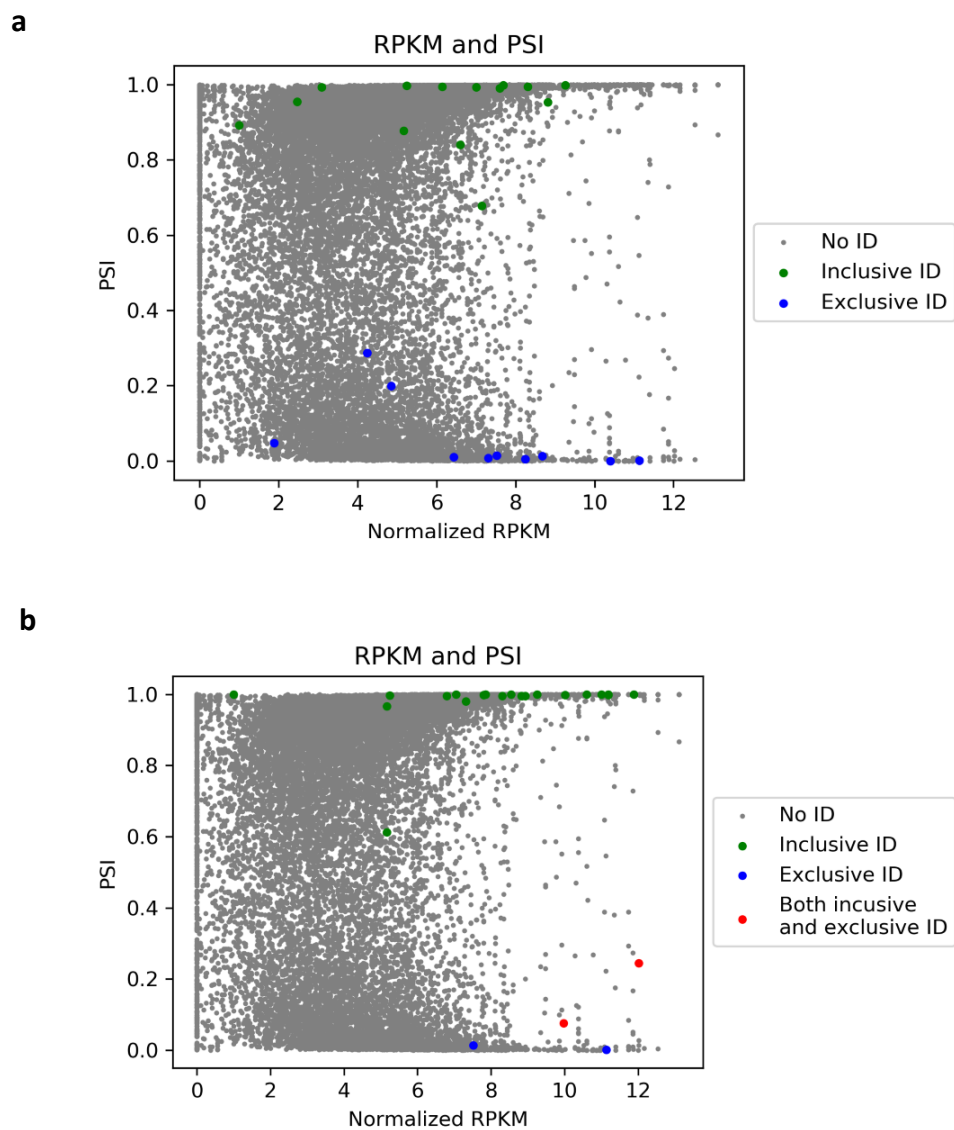 a
RPKM and PSI
1.0
0.8
0.6
0.4
0.2
0.0
PSI
0 2 4 6 8 10 12
Normalized RPKM
No ID
Inclusive ID
Exclusive ID
b
RPKM and PSI
1.0
0.8
0.6
0.4
0.2
0.0
PSI
0 2 4 6 8 10 12
Normalized RPKM
No ID
Inclusive ID
Exclusive ID
Both incusive
and exclusive ID